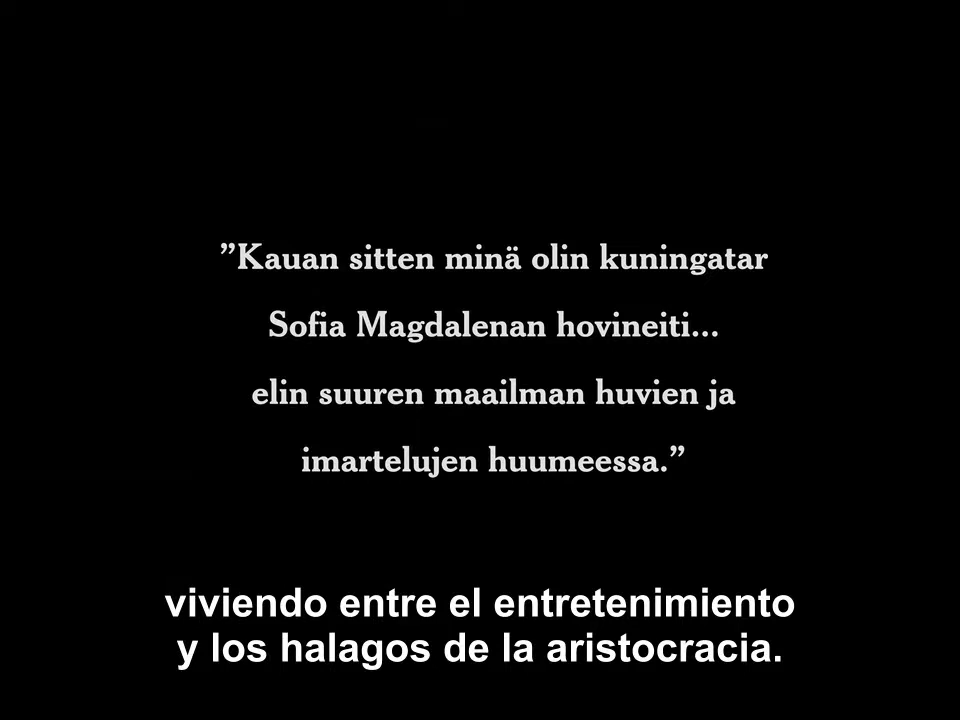 ”Kauan sitten minä olin kuningatar
Sofia Magdalenan hovineiti...
elin suuren maailman huvien ja
imartelujen huumeessa.”
viviendo entre el entretenimiento
y los halagos de la aristocracia.